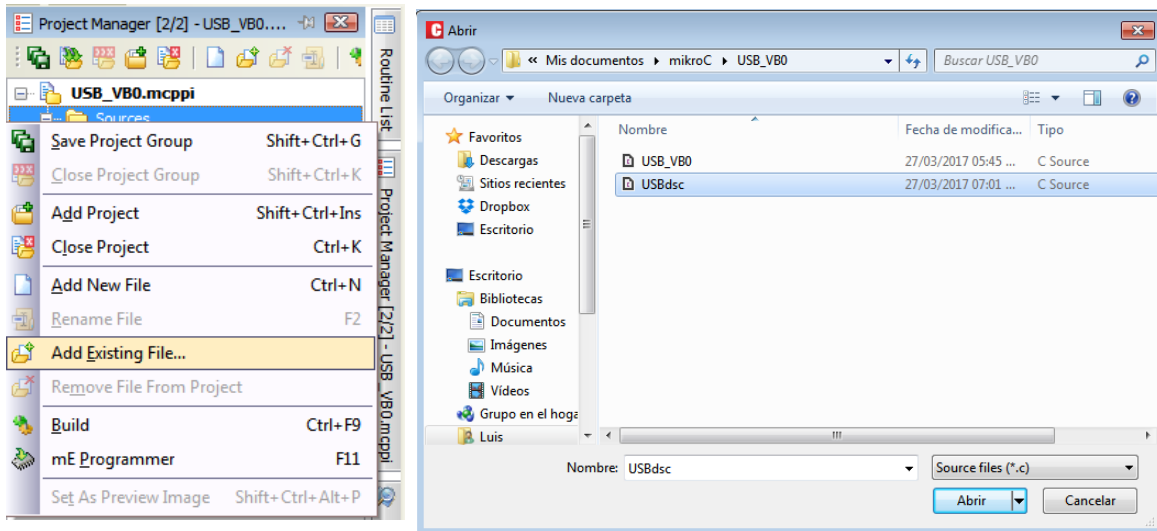 Project Manager [2/2] - USB_VB0....
USB_VB0.mcppi
Sources
Save Project Group Shift+Ctrl+G
Close Project Group Shift+Ctrl+K
Add Project Shift+Ctrl+Ins
Close Project Ctrl+K
Add New File Ctrl+N
Rename File F2
Add Existing File...
Remove File From Project
Build Ctrl+F9
mE Programmer F11
Set As Preview Image Shift+Ctrl+Alt+P
Routine List
Project Manager [2/2] - USB_VB0.mcppi
Abrir
« Mis documentos ▸ mikroC ▸ USB_VB0
Buscar USB_VB0
Organizar Nueva carpeta
Favoritos
Descargas
Sitios recientes
Dropbox
Escritorio
Escritorio
Bibliotecas
Documentos
Imágenes
Música
Vídeos
Grupo en el hoga
Luis
Nombre Fecha de modifica... Tipo
USB_VB0 27/03/2017 05:45 ... C Source
USBdsc 27/03/2017 07:01 ... C Source
Nombre: USBdsc Source files (*.c)
Abrir Cancelar